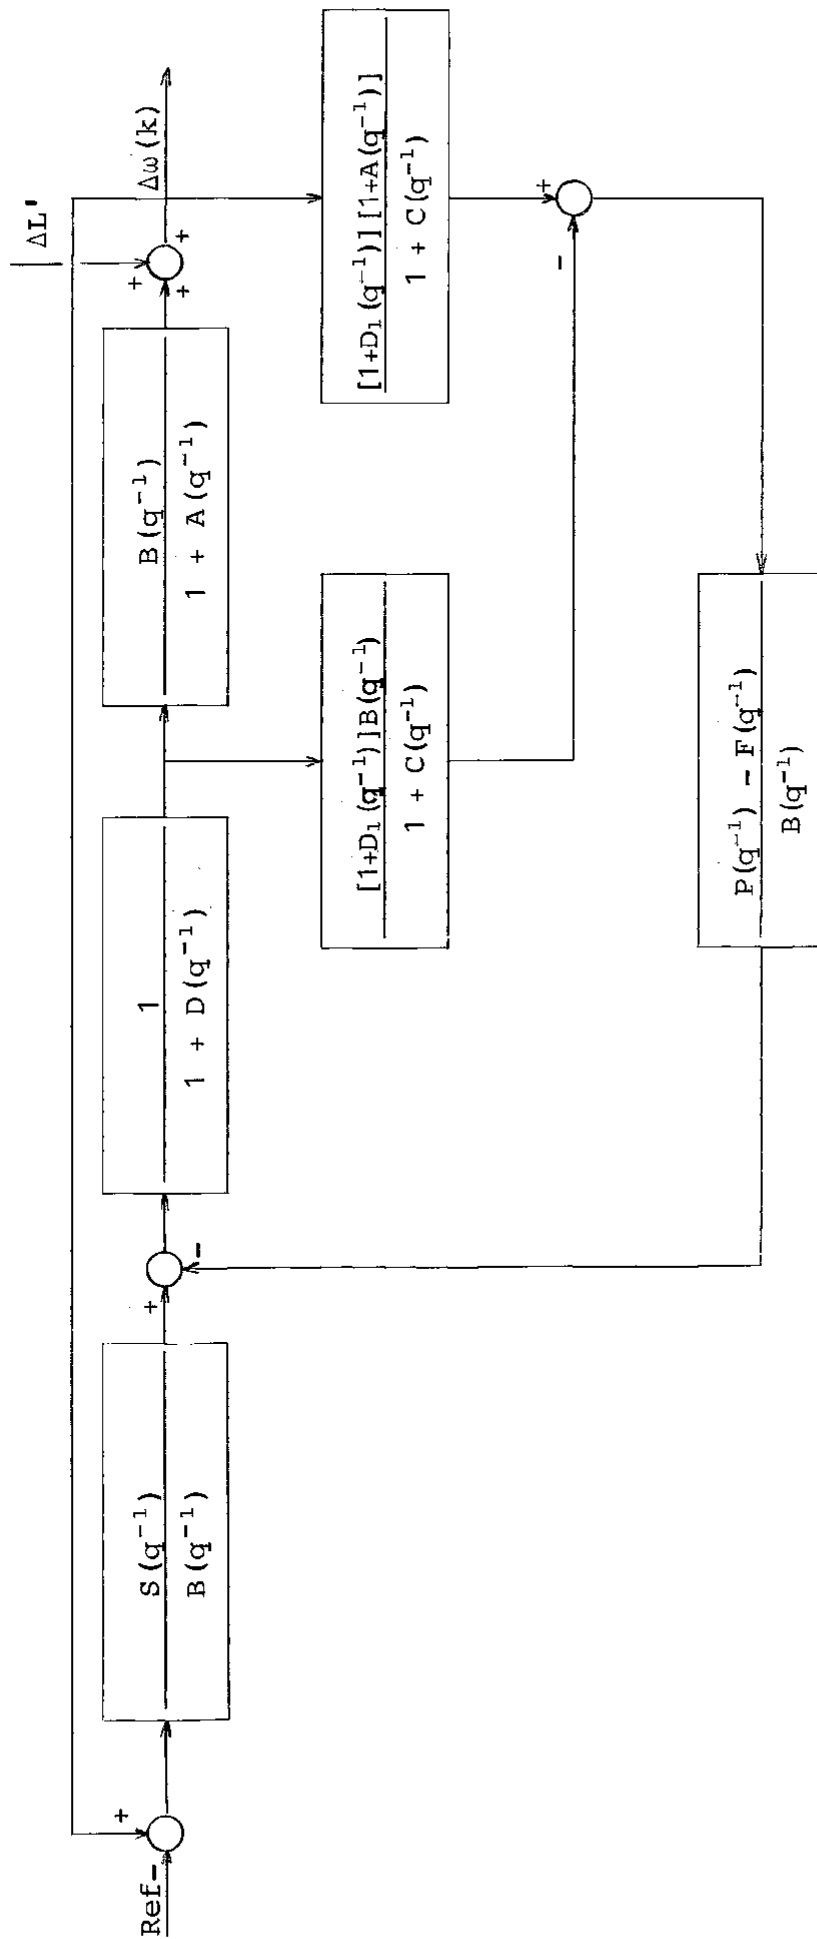 Ref
-
+
S(q⁻¹)
B(q⁻¹)
+
-
1
1 + D(q⁻¹)
B(q⁻¹)
1 + A(q⁻¹)
ΔL'
+
+
+
Δω(k)
[1+D₁(q⁻¹)]B(q⁻¹)
1 + C(q⁻¹)
[1+D₁(q⁻¹)][1+A(q⁻¹)]
1 + C(q⁻¹)
-
+
P(q⁻¹) - F(q⁻¹)
B(q⁻¹)